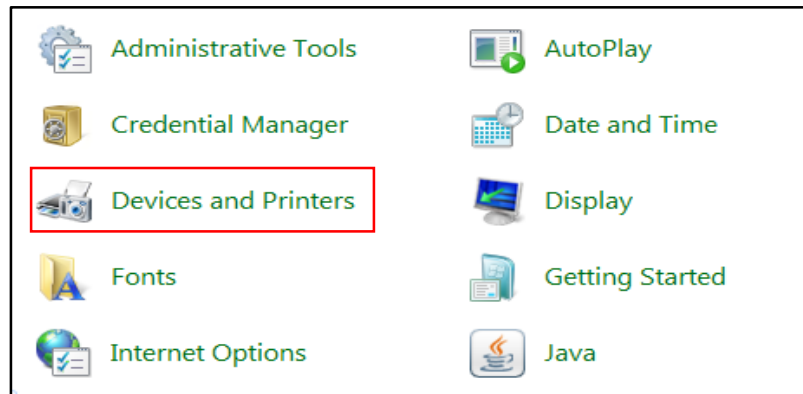 Administrative Tools
AutoPlay
Credential Manager
Date and Time
Devices and Printers
Display
Fonts
Getting Started
Internet Options
Java